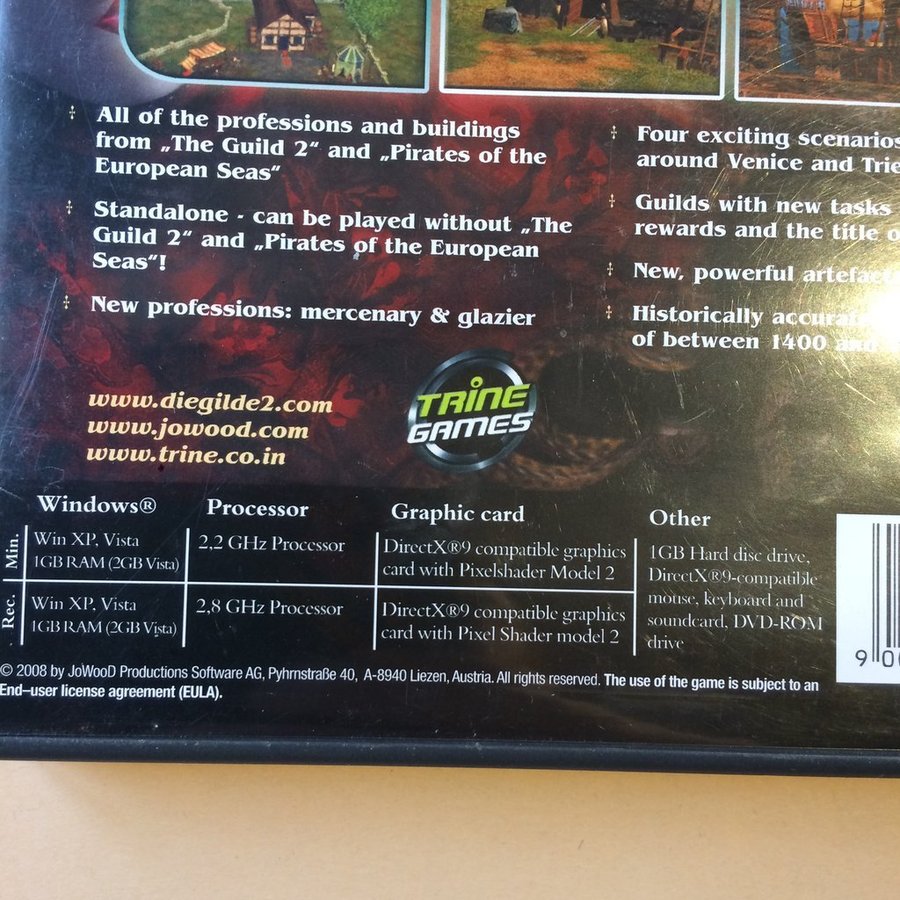 ‡ All of the professions and buildings
from „The Guild 2“ and „Pirates of the
European Seas“
‡ Standalone - can be played without „The
Guild 2“ and „Pirates of the European
Seas“!
‡ New professions: mercenary & glazier
‡ Four exciting scenarios
around Venice and
‡ Guilds with new tasks
rewards and the title
‡ New, powerful
‡ Historically
of between 1400 and
www.diegilde2.com
www.jowood.com
www.trine.co.in
TRINE
GAMES
Windows® Processor Graphic card Other
Min. Win XP, Vista
1GB RAM (2GB Vista)
2,2 GHz Processor
DirectX®9 compatible graphics
card with Pixelshader Model 2
Rec. Win XP, Vista
1GB RAM (2GB Vista)
2,8 GHz Processor
DirectX®9 compatible graphics
card with Pixel Shader model 2
1GB Hard disc drive,
DirectX®9-compatible
mouse, keyboard and
soundcard, DVD-ROM
drive
© 2008 by JoWooD Productions Software AG, Pyhrnstraße 40, A-8940 Liezen, Austria. All rights reserved. The use of the game is subject to an
End-user license agreement (EULA).